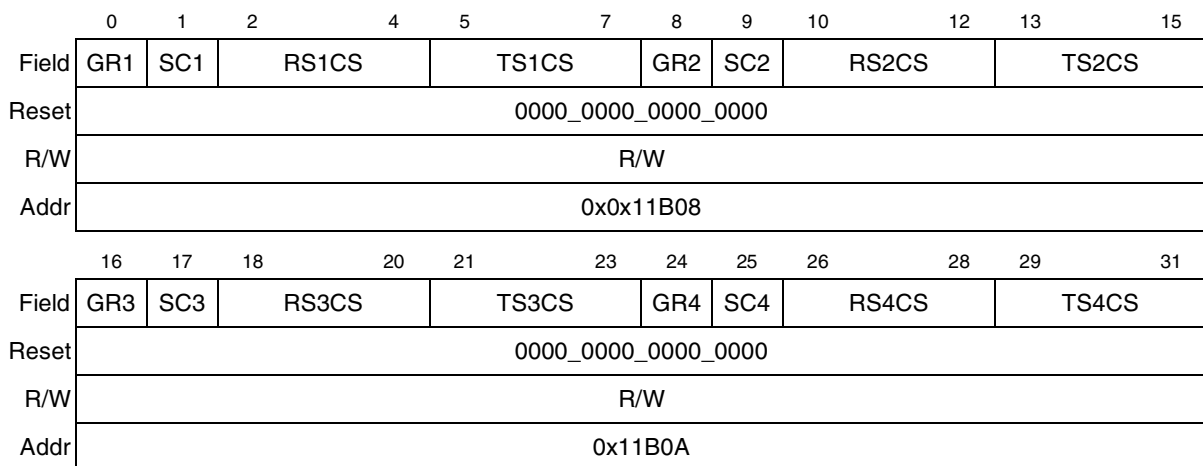 0 1 2 4 5 7 8 9 10 12 13 15
Field GR1 SC1 RS1CS TS1CS GR2 SC2 RS2CS TS2CS
Reset 0000_0000_0000_0000
R/W R/W
Addr 0x0x11B08
16 17 18 20 21 23 24 25 26 28 29 31
Field GR3 SC3 RS3CS TS3CS GR4 SC4 RS4CS TS4CS
Reset 0000_0000_0000_0000
R/W R/W
Addr 0x11B0A